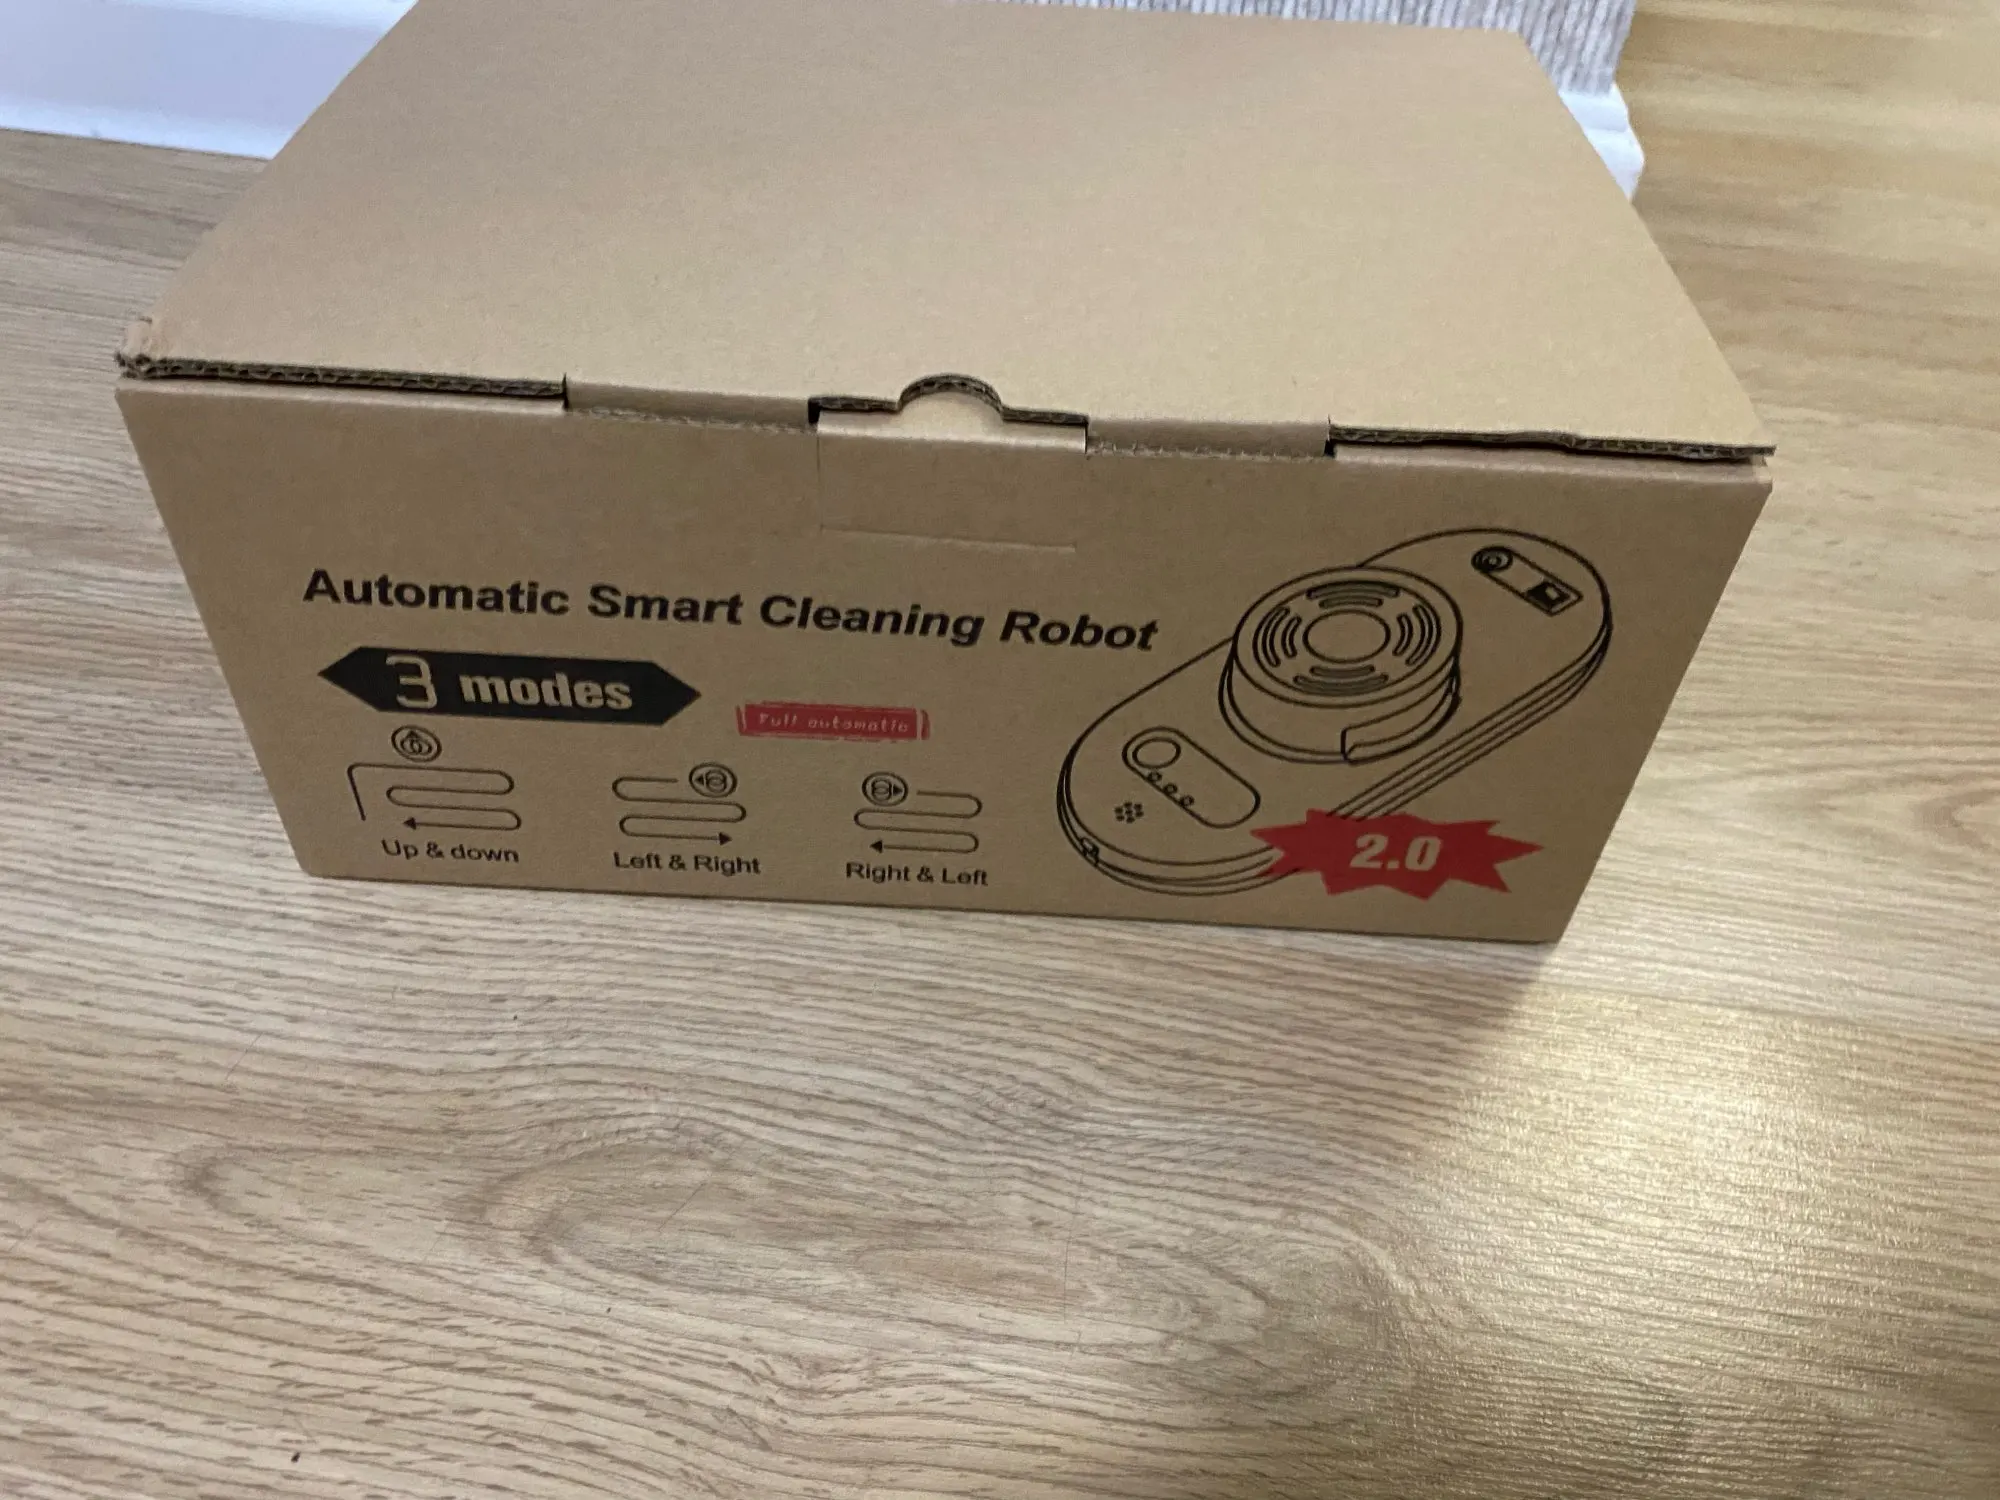 Automatic Smart Cleaning Robot
3 modes
Full automatic
Up & down
Left & Right
Right & Left
2.0